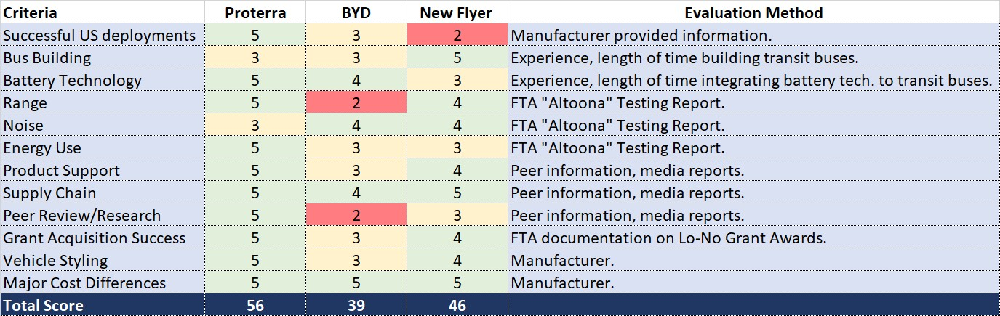 Criteria Proterra BYD New Flyer Evaluation Method
Successful US deployments 5 3 2 Manufacturer provided information.
Bus Building 3 3 5 Experience, length of time building transit buses.
Battery Technology 5 4 3 Experience, length of time integrating battery tech. to transit buses.
Range 5 2 4 FTA "Altoona" Testing Report.
Noise 3 4 4 FTA "Altoona" Testing Report.
Energy Use 5 3 3 FTA "Altoona" Testing Report.
Product Support 5 3 4 Peer information, media reports.
Supply Chain 5 4 5 Peer information, media reports.
Peer Review/Research 5 2 3 Peer information, media reports.
Grant Acquisition Success 5 3 4 FTA documentation on Lo-No Grant Awards.
Vehicle Styling 5 3 4 Manufacturer.
Major Cost Differences 5 5 5 Manufacturer.
Total Score 56 39 46